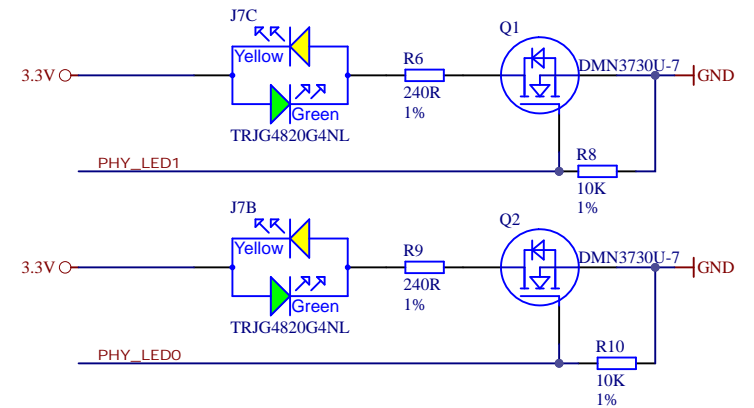 J7C
Q1
Yellow
R6
DMN3730U-7
3.3V
GND
240R
Green
1%
TRJG4820G4NL
PHY_LED1
R8
10K
1%
J7B
Q2
Yellow
R9
DMN3730U-7
3.3V
GND
240R
Green
1%
TRJG4820G4NL
PHY_LED0
R10
10K
1%